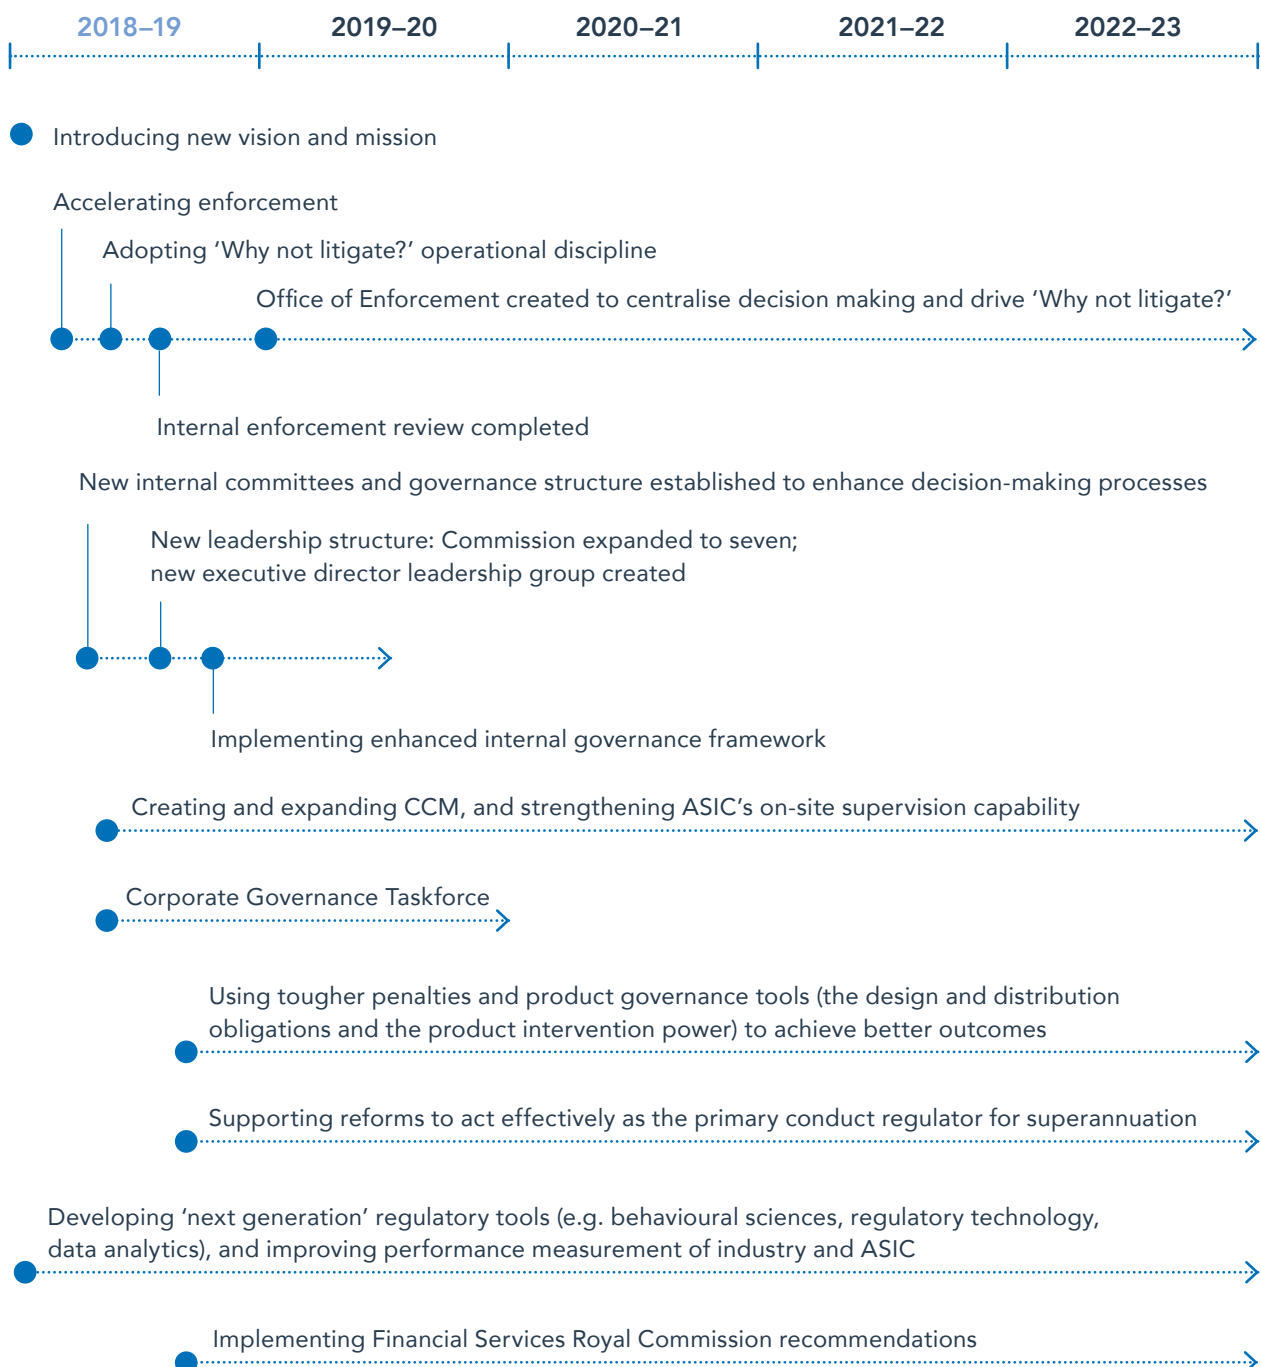 2018–19 2019–20 2020–21 2021–22 2022–23
Introducing new vision and mission
Accelerating enforcement
Adopting ‘Why not litigate?’ operational discipline
Office of Enforcement created to centralise decision making and drive ‘Why not litigate?’
Internal enforcement review completed
New internal committees and governance structure established to enhance decision-making processes
New leadership structure: Commission expanded to seven;
new executive director leadership group created
Implementing enhanced internal governance framework
Creating and expanding CCM, and strengthening ASIC’s on-site supervision capability
Corporate Governance Taskforce
Using tougher penalties and product governance tools (the design and distribution
obligations and the product intervention power) to achieve better outcomes
Supporting reforms to act effectively as the primary conduct regulator for superannuation
Developing ‘next generation’ regulatory tools (e.g. behavioural sciences, regulatory technology,
data analytics), and improving performance measurement of industry and ASIC
Implementing Financial Services Royal Commission recommendations